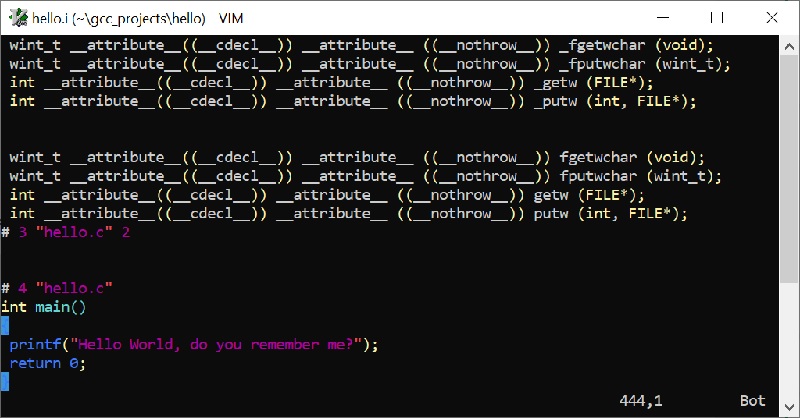 hello.i (~\gcc_projects\hello) - VIM
wint_t __attribute__((__cdecl__)) __attribute__ ((__nothrow__)) _fgetwchar (void);
wint_t __attribute__((__cdecl__)) __attribute__ ((__nothrow__)) _fputwchar (wint_t);
int __attribute__((__cdecl__)) __attribute__ ((__nothrow__)) _getw (FILE*);
int __attribute__((__cdecl__)) __attribute__ ((__nothrow__)) _putw (int, FILE*);
wint_t __attribute__((__cdecl__)) __attribute__ ((__nothrow__)) fgetwchar (void);
wint_t __attribute__((__cdecl__)) __attribute__ ((__nothrow__)) fputwchar (wint_t);
int __attribute__((__cdecl__)) __attribute__ ((__nothrow__)) getw (FILE*);
int __attribute__((__cdecl__)) __attribute__ ((__nothrow__)) putw (int, FILE*);
# 3 "hello.c" 2
# 4 "hello.c"
int main()
{
printf("Hello World, do you remember me?");
return 0;
}
444,1 Bot